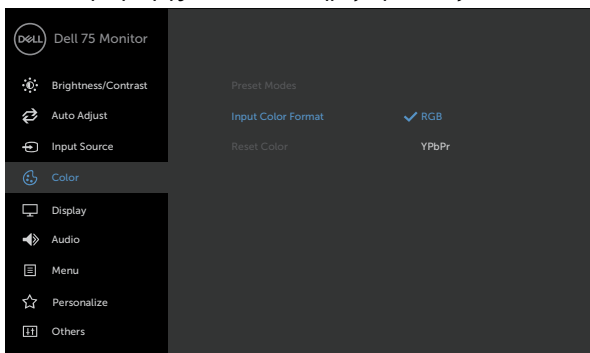 DELL Dell 75 Monitor
Brightness/Contrast
Preset Modes
Auto Adjust
Input Color Format
RGB
Input Source
Reset Color
YPbPr
Color
Display
Audio
Menu
Personalize
Others